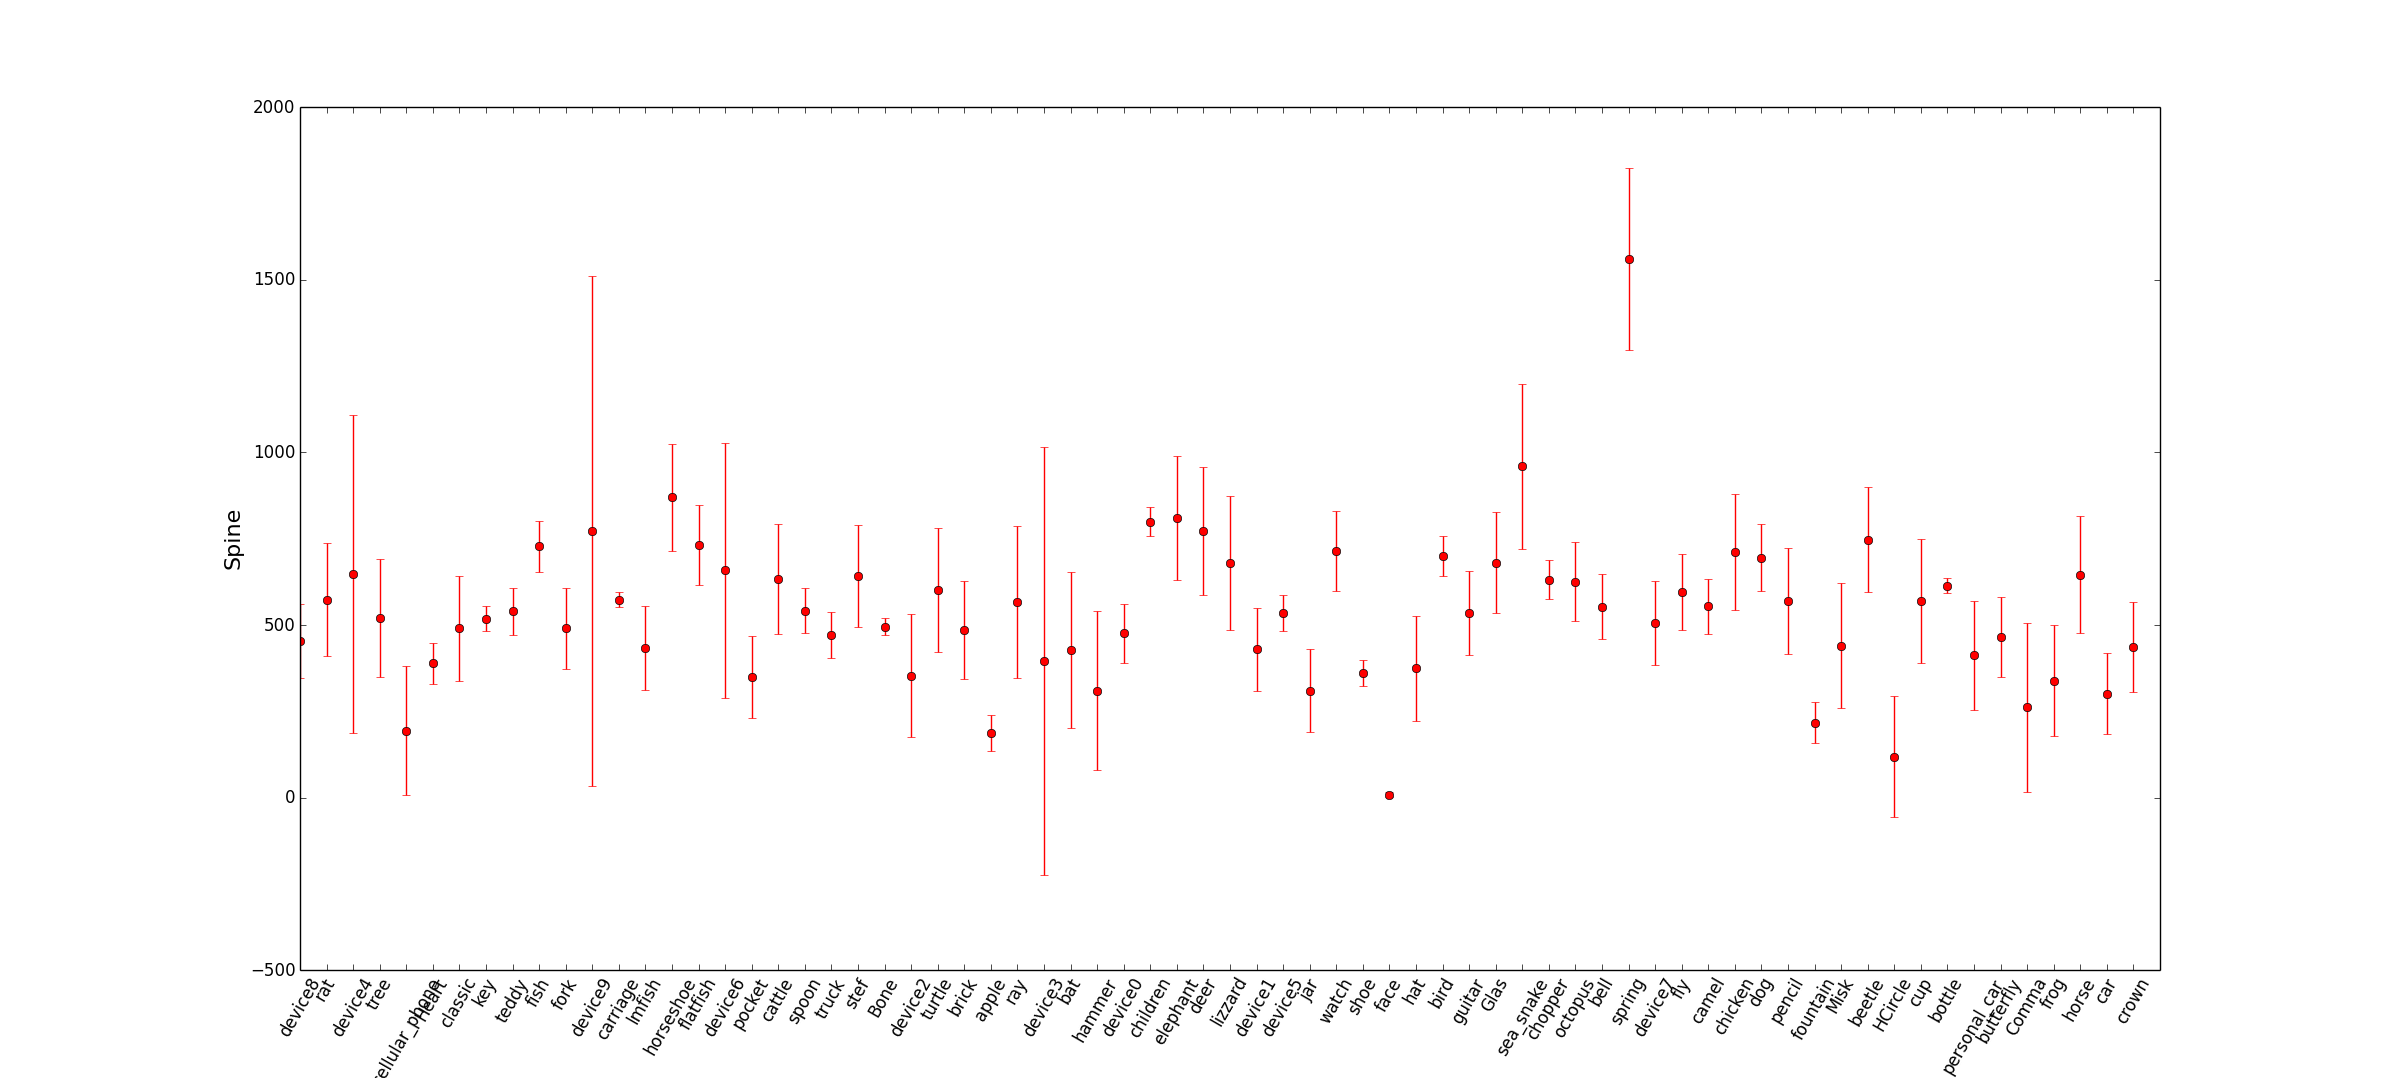 2000
1500
1000
500
0
−500
Spine
device8
rat
device4
tree
cellular_phone
Heart
classic
key
teddy
fish
fork
device9
carriage
lmfish
horseshoe
flatfish
device6
pocket
cattle
spoon
truck
stef
Bone
device2
turtle
brick
apple
ray
device3
bat
hammer
device0
children
elephant
deer
lizzard
device1
device5
jar
watch
shoe
face
hat
bird
guitar
Glas
sea_snake
chopper
octopus
bell
spring
device7
fly
camel
chicken
dog
pencil
fountain
Misk
beetle
HCircle
cup
bottle
personal_car
butterfly
Comma
frog
horse
car
crown